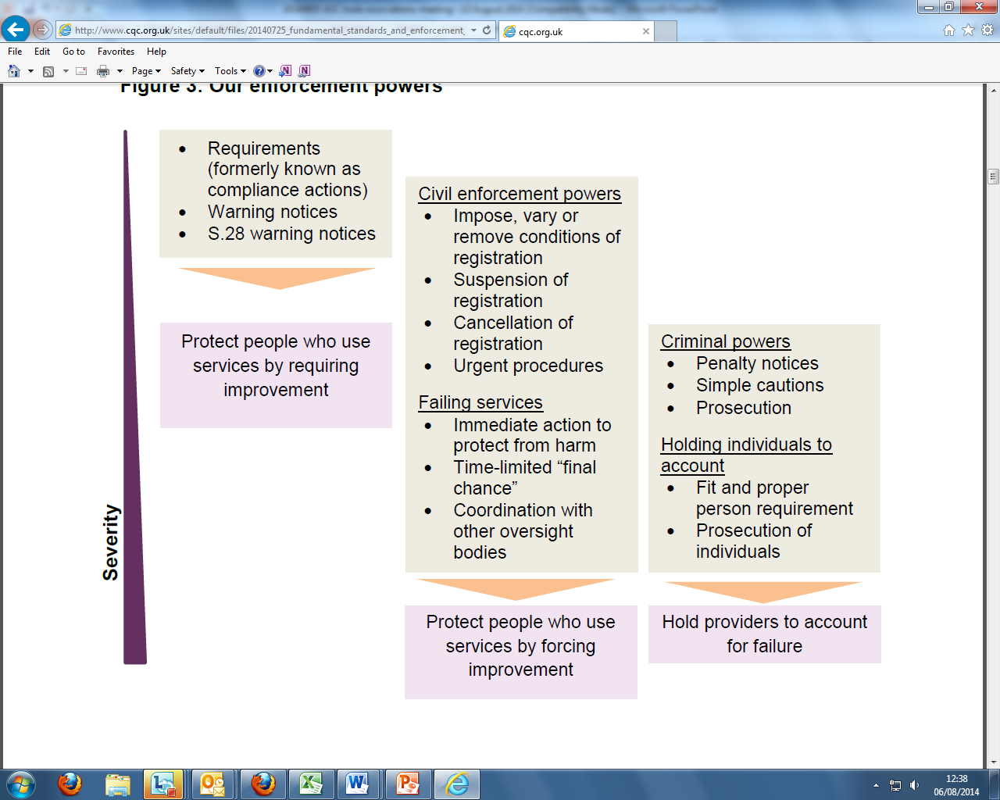 http://www.cqc.org.uk/sites/default/files/20140725_fundamental_standards_and_enforcement_
cqc.org.uk
File Edit Go to Favorites Help
Page Safety Tools
Figure 3: Our enforcement powers
• Requirements
(formerly known as
compliance actions)
• Warning notices
• S.28 warning notices
Protect people who use
services by requiring
improvement
Civil enforcement powers
• Impose, vary or
remove conditions of
registration
• Suspension of
registration
• Cancellation of
registration
• Urgent procedures
Failing services
• Immediate action to
protect from harm
• Time-limited “final
chance”
• Coordination with
other oversight
bodies
Protect people who use
services by forcing
improvement
Criminal powers
• Penalty notices
• Simple cautions
• Prosecution
Holding individuals to
account
• Fit and proper
person requirement
• Prosecution of
individuals
Hold providers to account
for failure
Severity
12:38
06/08/2014